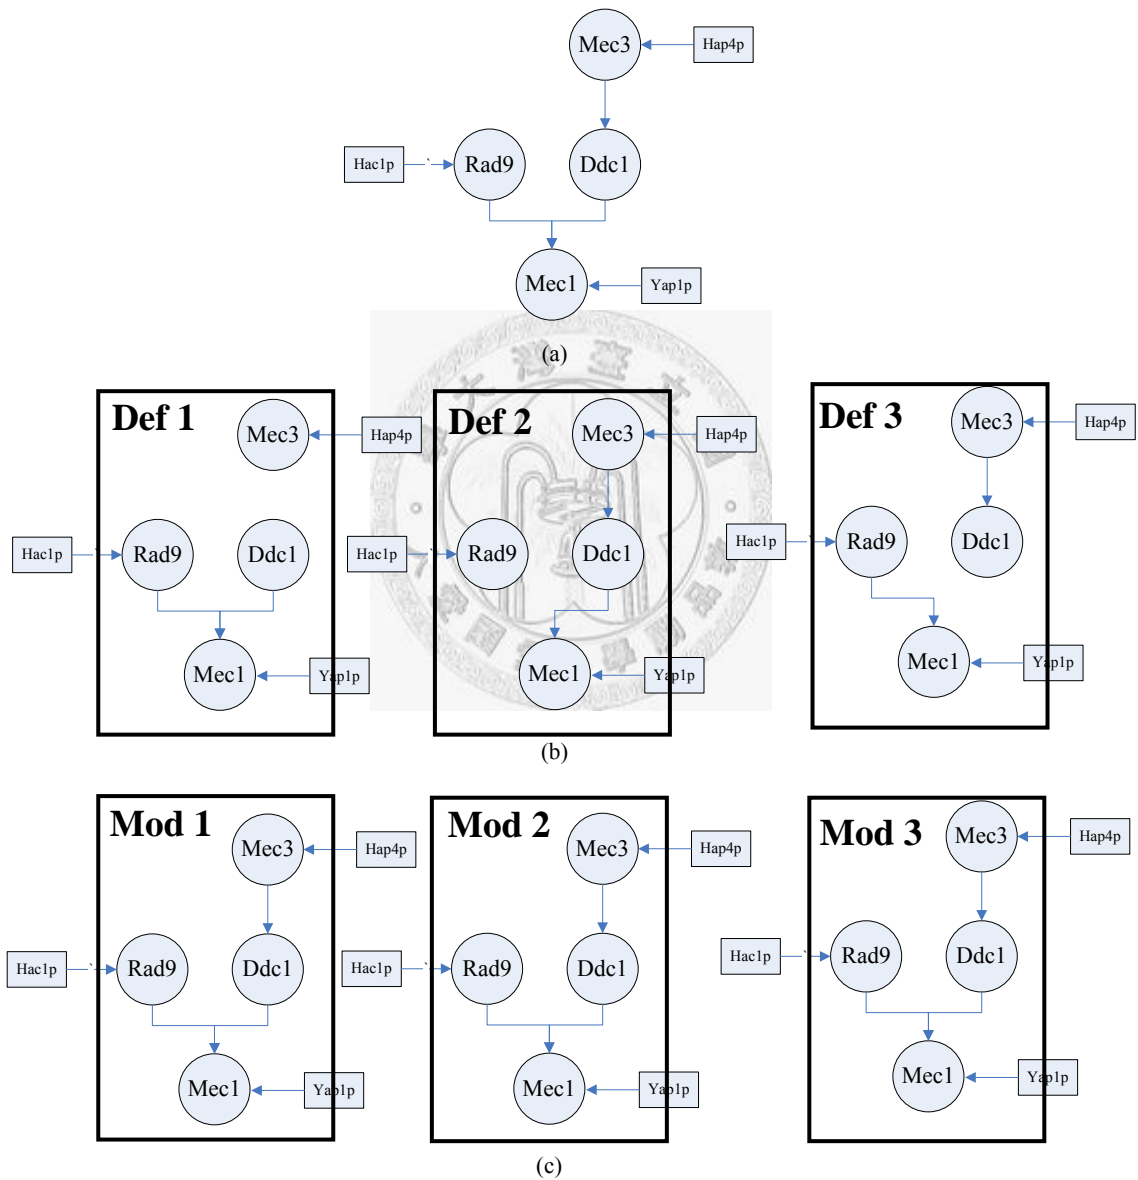 Mec3
Hap4p
Hac1p
Rad9
Ddc1
Mec1
Yap1p
(a)
Def 1
Mec3
Hap4p
Hac1p
Rad9
Ddc1
Mec1
Yap1p
Def 2
Mec3
Hap4p
Hac1p
Rad9
Ddc1
Mec1
Yap1p
Def 3
Mec3
Hap4p
Hac1p
Rad9
Ddc1
Mec1
Yap1p
(b)
Mod 1
Mec3
Hap4p
Hac1p
Rad9
Ddc1
Mec1
Yap1p
Mod 2
Mec3
Hap4p
Hac1p
Rad9
Ddc1
Mec1
Yap1p
Mod 3
Mec3
Hap4p
Hac1p
Rad9
Ddc1
Mec1
Yap1p
(c)